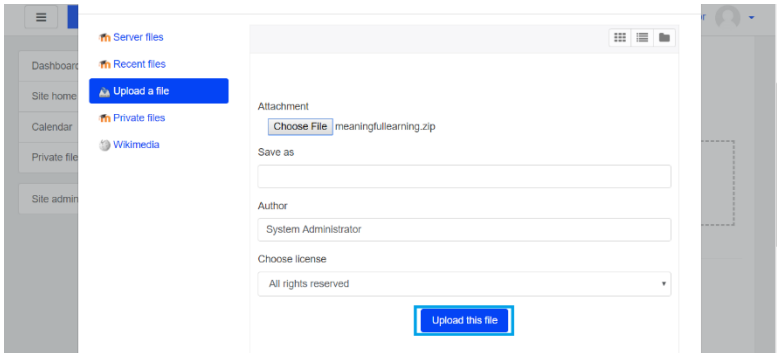 Server files
Recent files
Upload a file
Private files
Wikimedia
Dashboard
Site home
Calendar
Private file
Site admin
Attachment
Choose File meaningfullearning.zip
Save as
Author
System Administrator
Choose license
All rights reserved
Upload this file